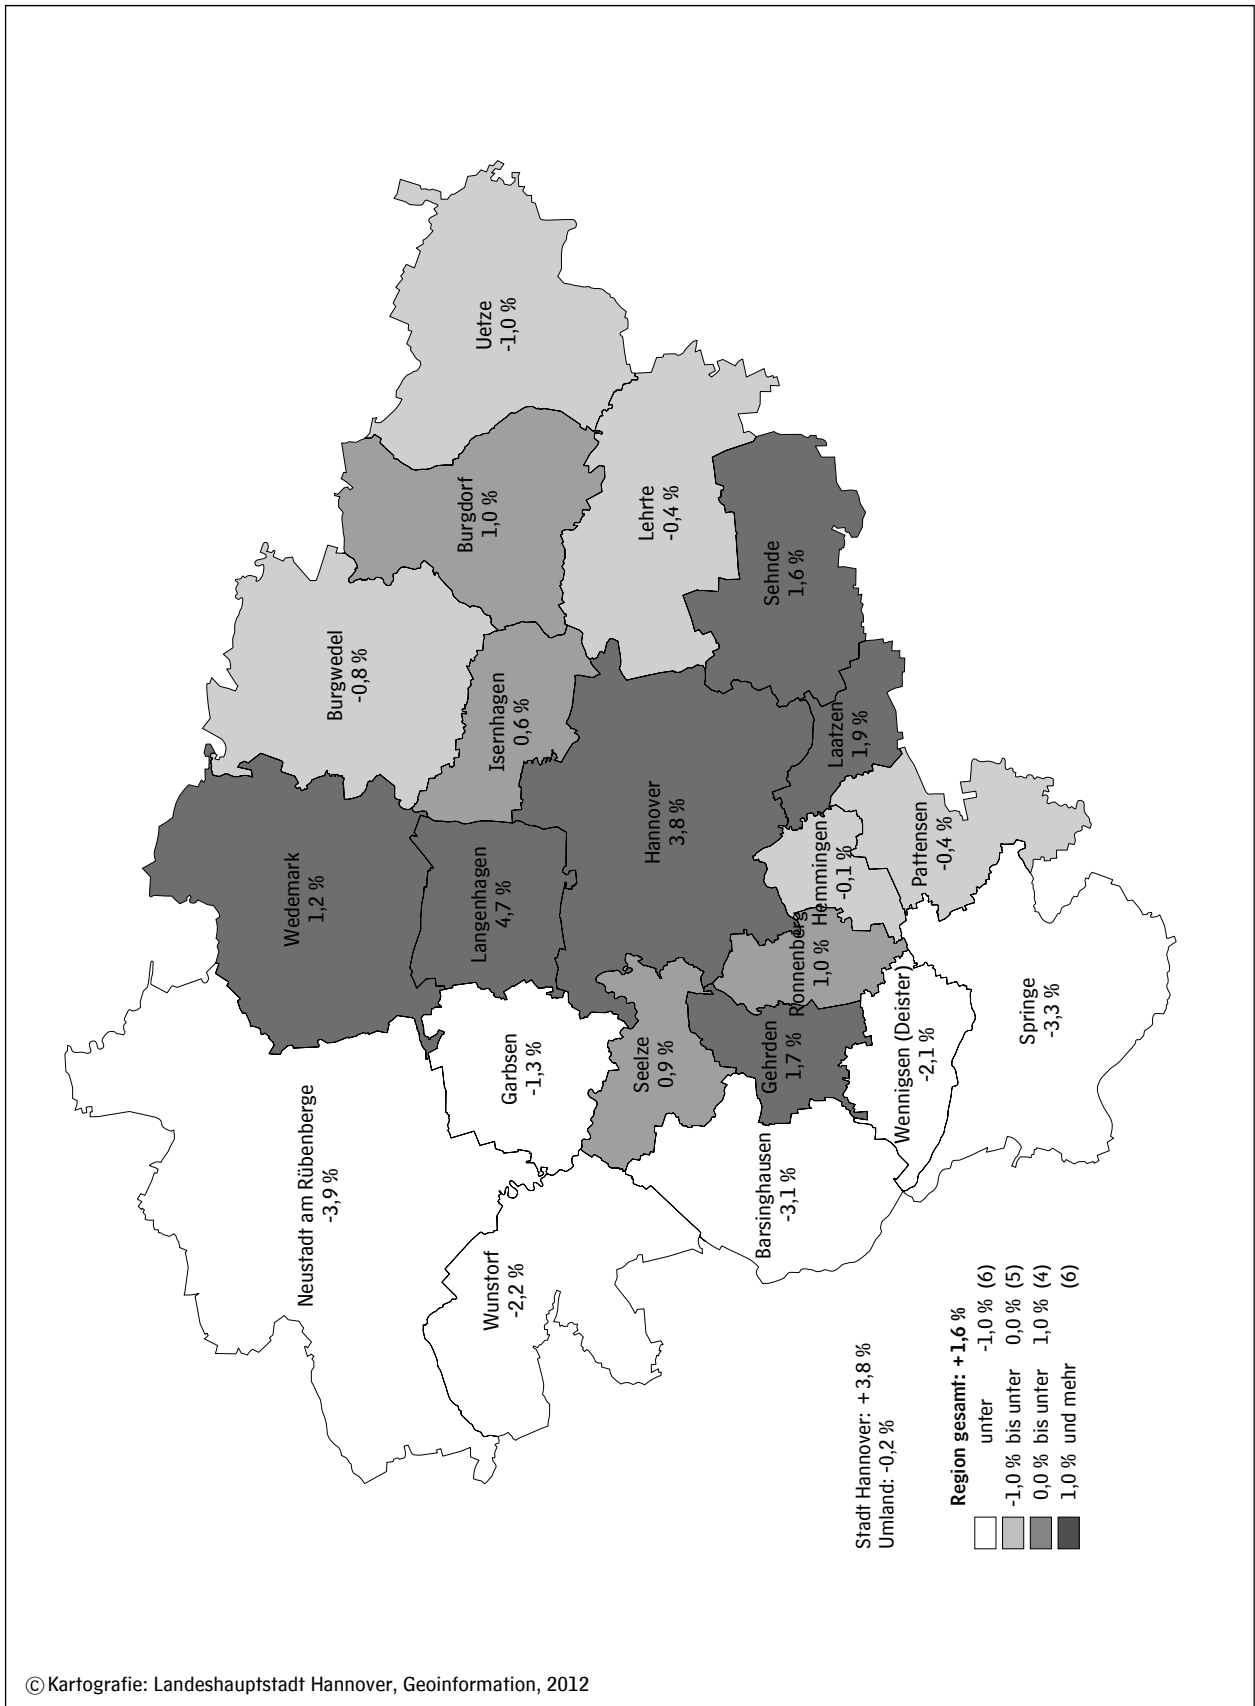 Neustadt am Rübenberge
-3,9 %
Wedemark
1,2 %
Burgwedel
-0,8 %
Wunstorf
-2,2 %
Garbsen
-1,3 %
Langenhagen
4,7 %
Isernhagen
0,6 %
Burgdorf
1,0 %
Uetze
-1,0 %
Seelze
0,9 %
Hannover
3,8 %
Lehrte
-0,4 %
Barsinghausen
-3,1 %
Gehrden
1,7 %
Ronnenberg
1,0 %
Hemmingen
-0,1 %
Laatzen
1,9 %
Sehnde
1,6 %
Wennigsen (Deister)
-2,1 %
Pattensen
-0,4 %
Springe
-3,3 %
Stadt Hannover: +3,8 %
Umland: -0,2 %
Region gesamt: +1,6 %
unter -1,0 % (6)
-1,0 % bis unter 0,0 % (5)
0,0 % bis unter 1,0 % (4)
1,0 % und mehr (6)
© Kartografie: Landeshauptstadt Hannover, Geoinformation, 2012